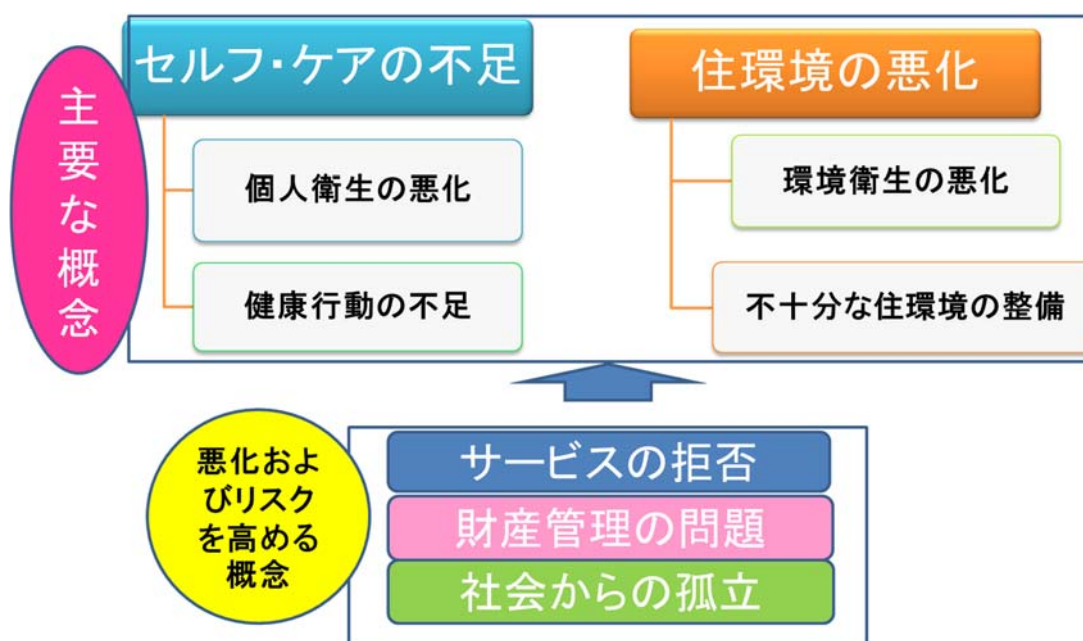 主要な概念
セルフ・ケアの不足
個人衛生の悪化
健康行動の不足
住環境の悪化
環境衛生の悪化
不十分な住環境の整備
悪化およ
びリスク
を高める
概念
サービスの拒否
財産管理の問題
社会からの孤立